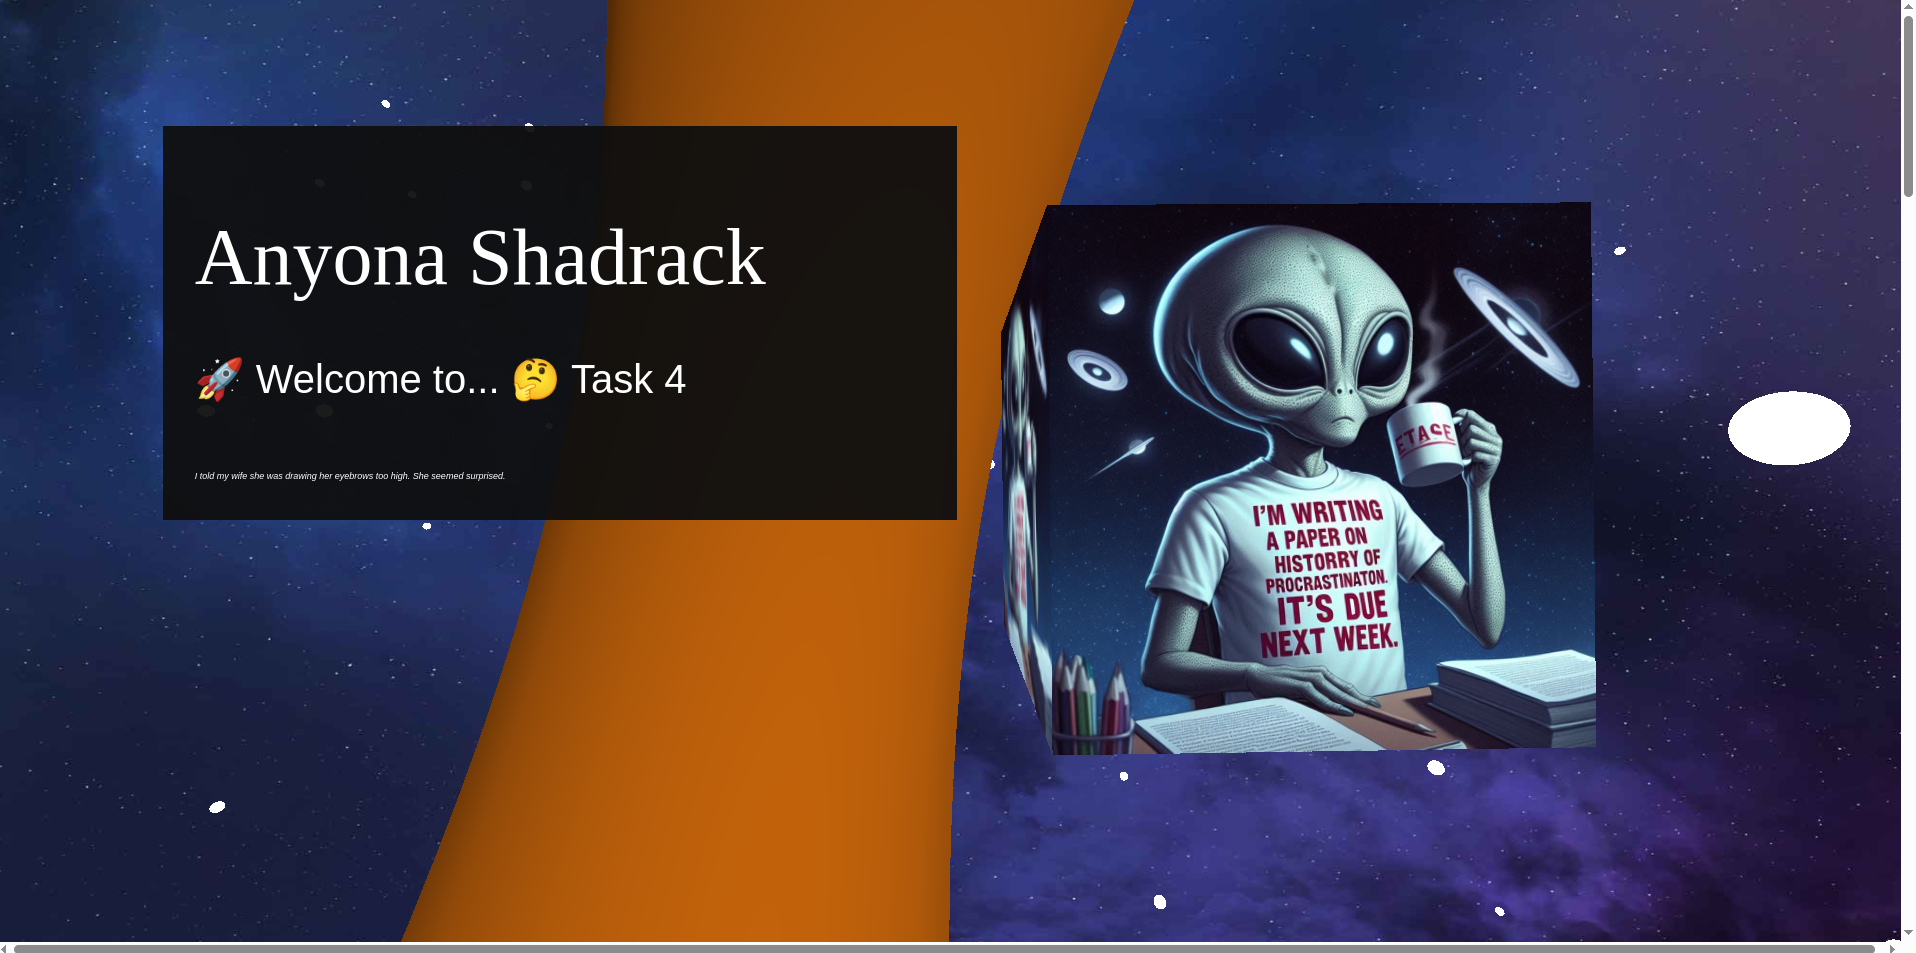 Anyona Shadrack
🚀 Welcome to... 🤔 Task 4
I told my wife she was drawing her eyebrows too high. She seemed surprised.
ETASE
I'M WRITING
A PAPER ON
HISTORRY OF
PROCRASTINATON.
IT'S DUE
NEXT WEEK.